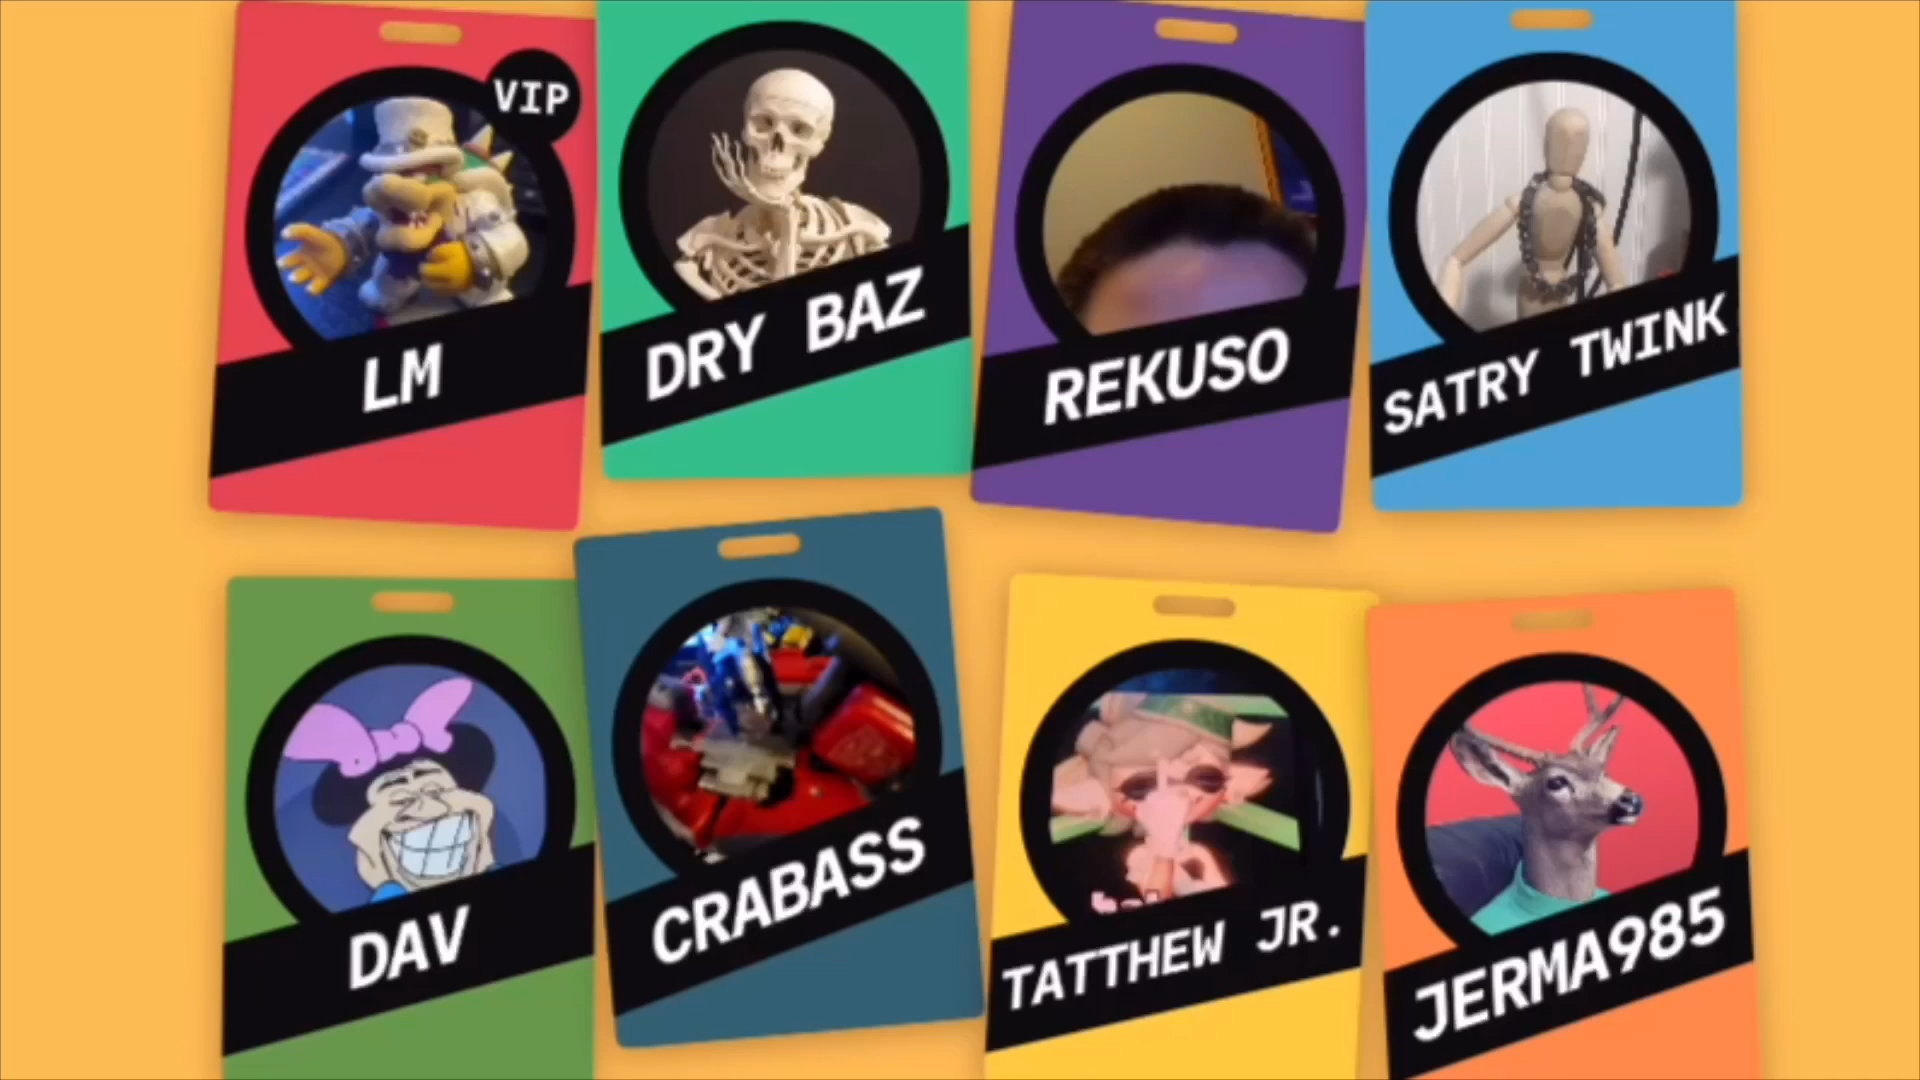 VIP
LM
DRY BAZ
REKUSO
SATRY TWINK
DAV
CRABASS
TATTHEW JR.
JERMA985